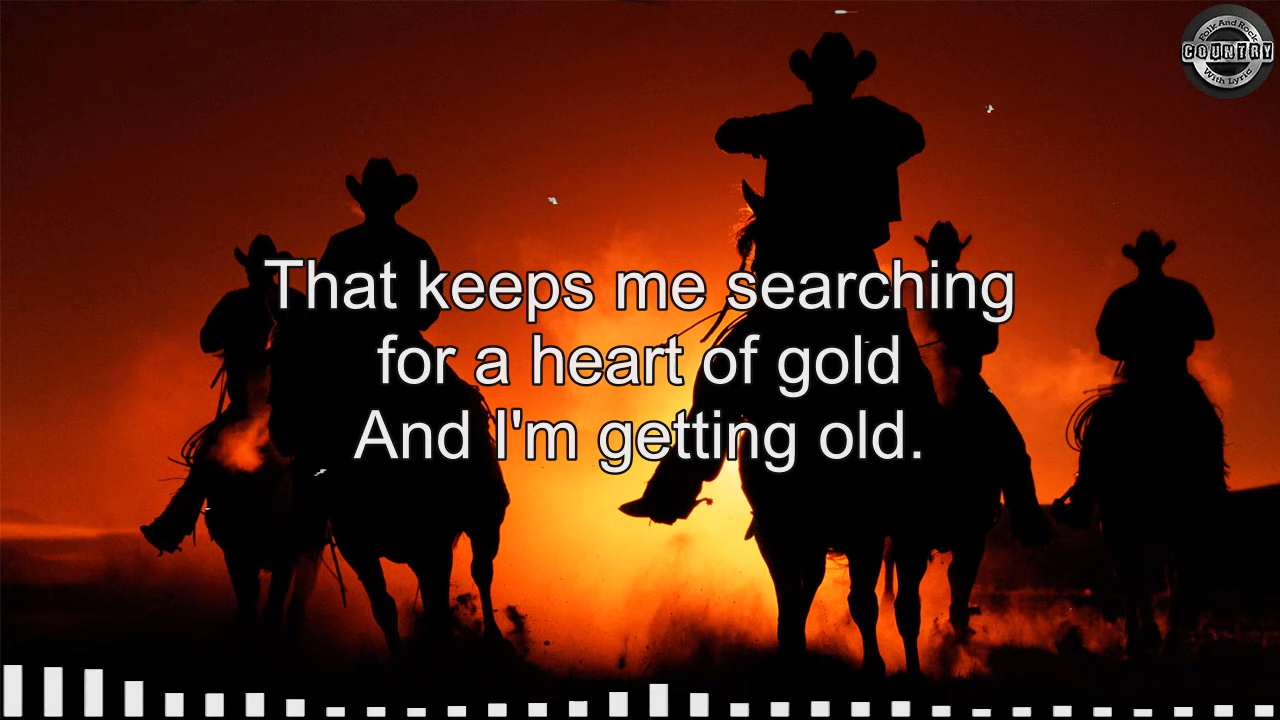 Folk And Rock
COUNTRY
With Lyric
That keeps me searching
for a heart of gold
And I'm getting old.